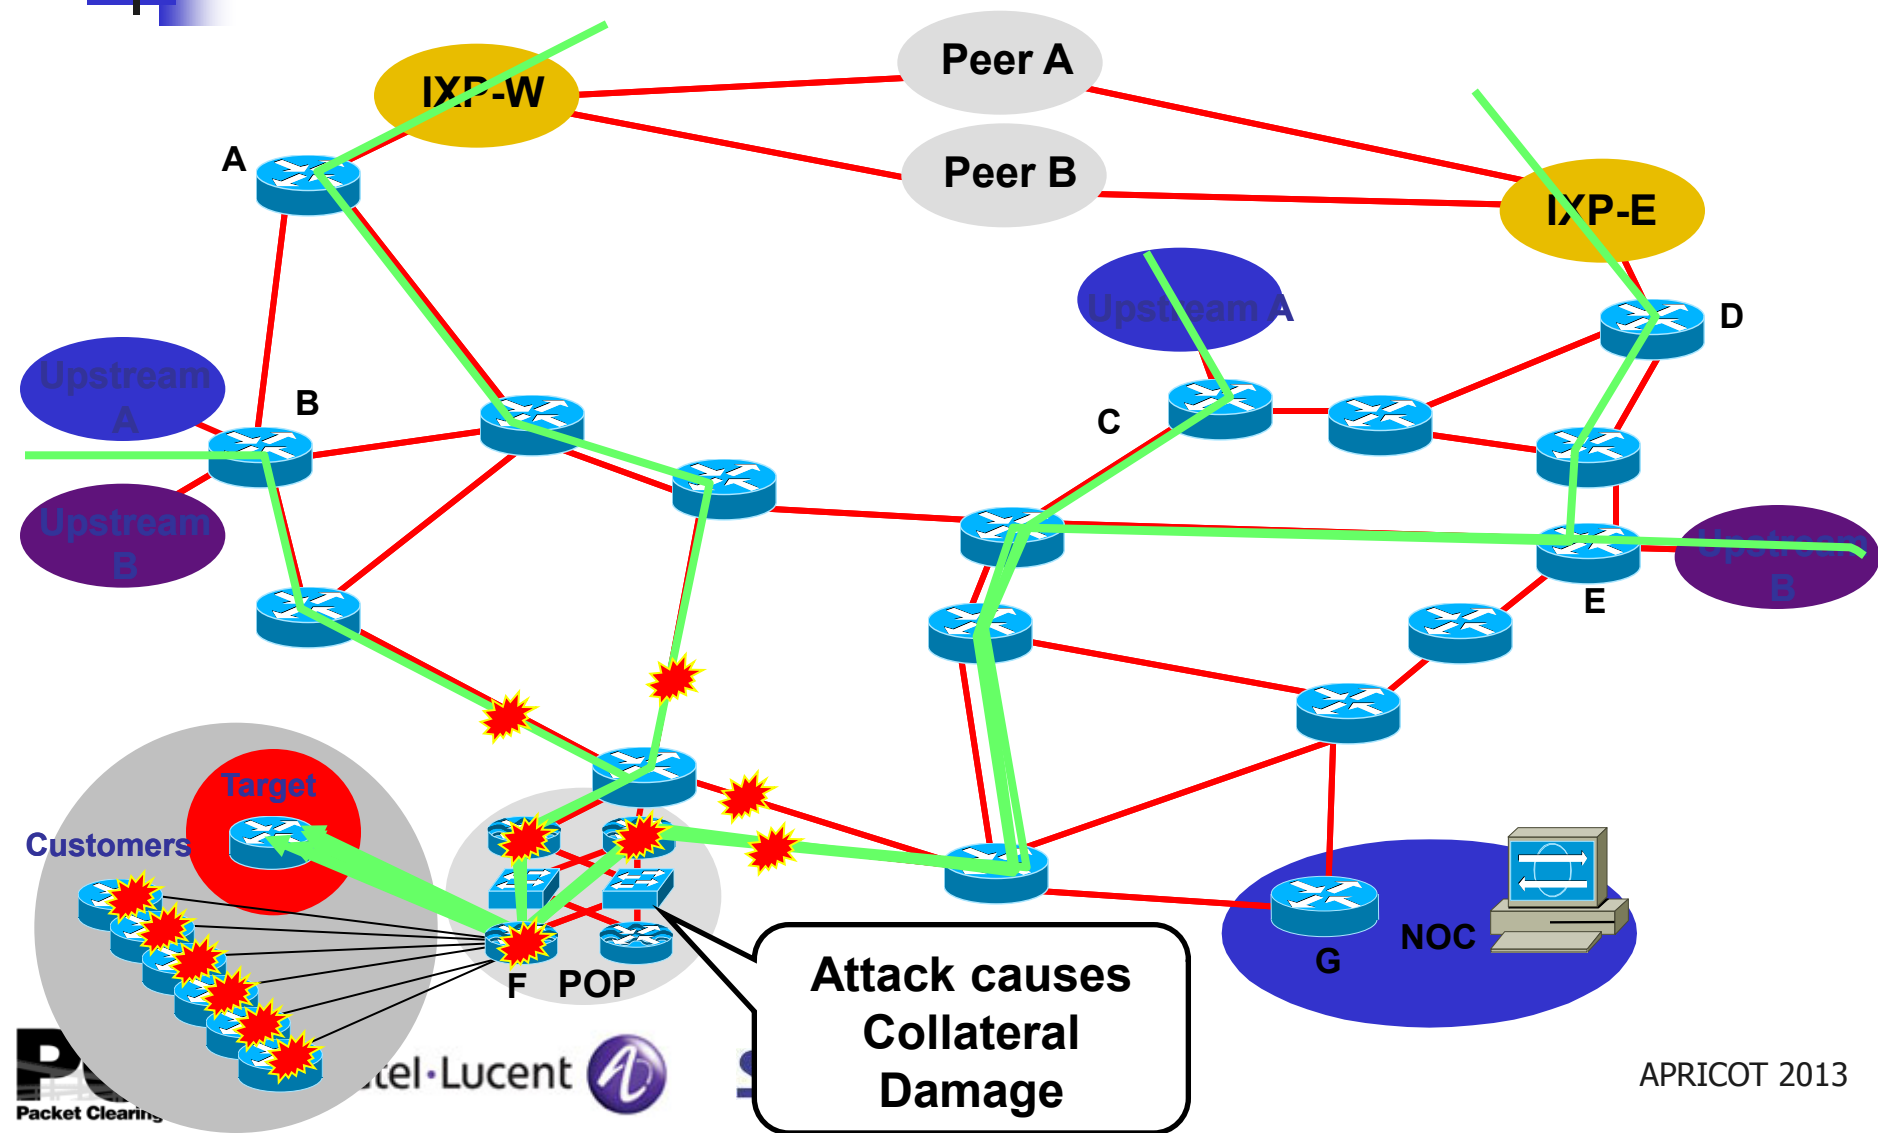 IXP-W
Peer A
Peer B
A
IXP-E
D
Upstream A
Upstream
A
B
C
Upstream
B
Upstream
B
E
Target
Customers
F
POP
G
NOC
Attack causes
Collateral
Damage
tel·Lucent
Packet Clearing
APRICOT 2013